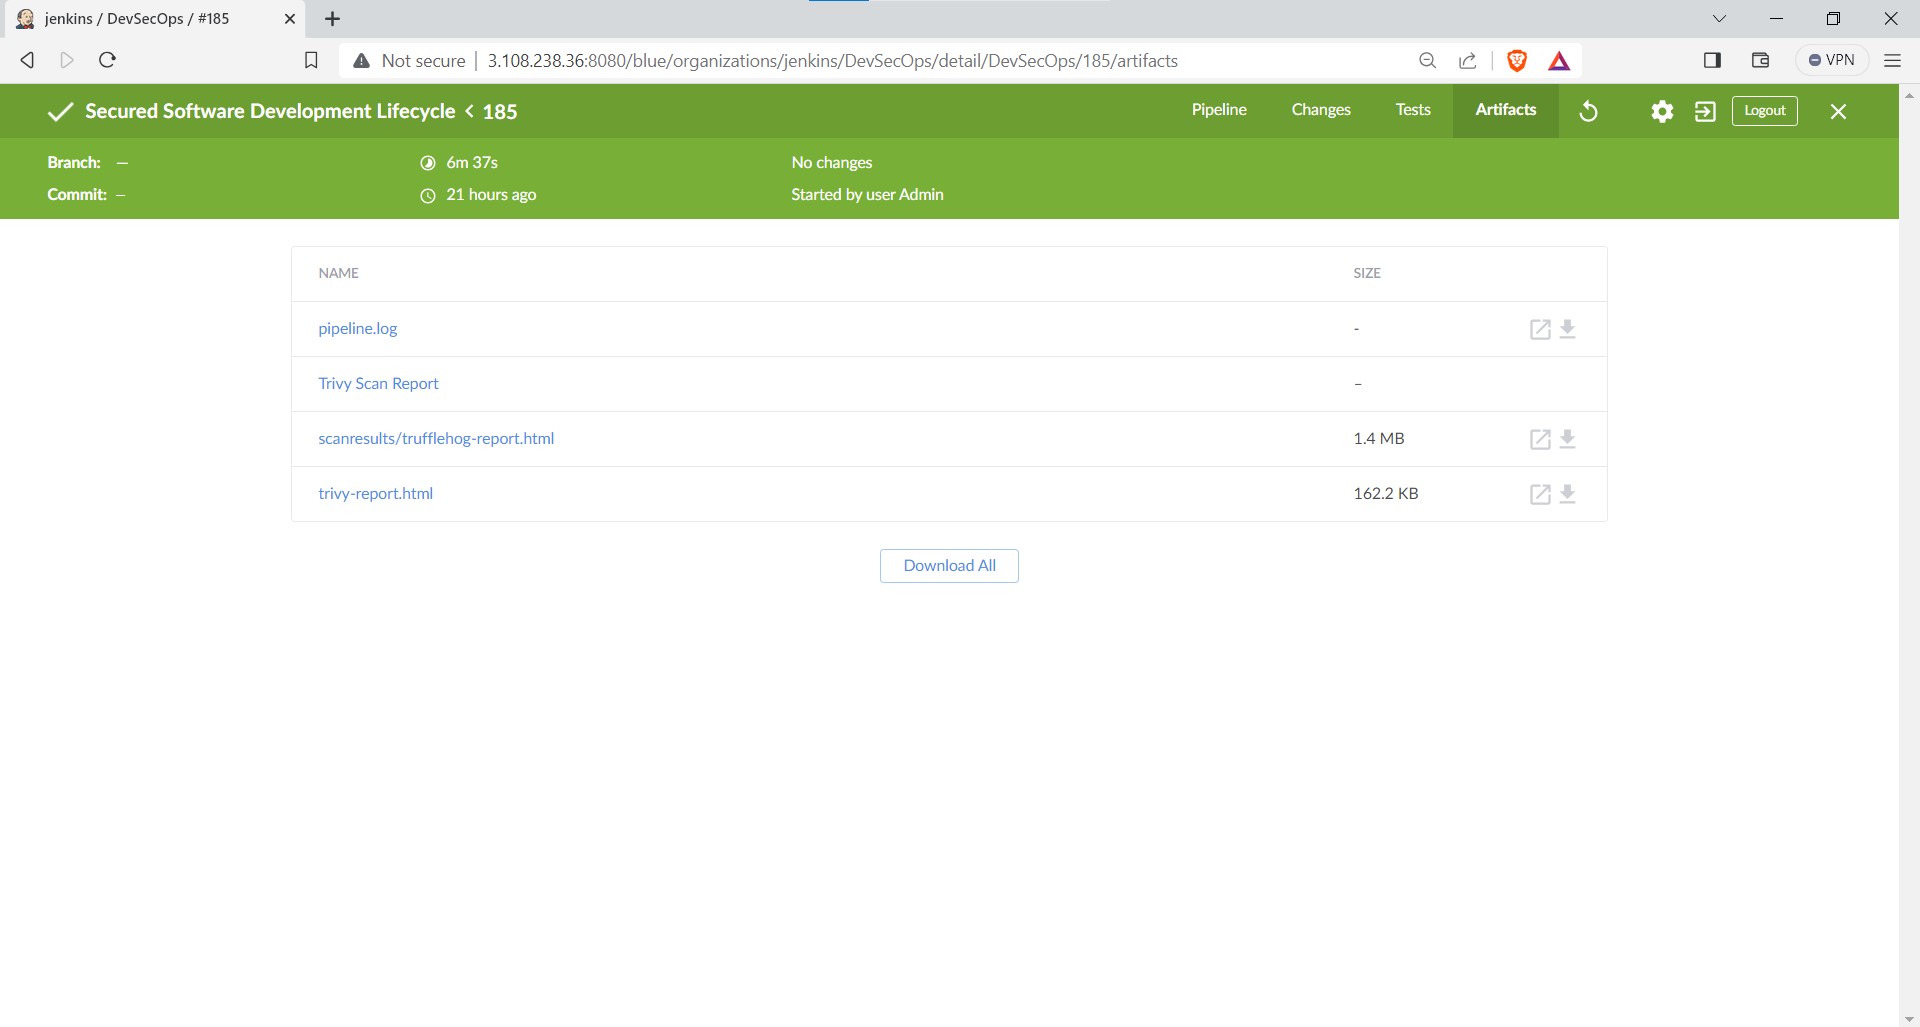 jenkins / DevSecOps / #185
Not secure 3.108.238.36:8080/blue/organizations/jenkins/DevSecOps/detail/DevSecOps/185/artifacts
VPN
Secured Software Development Lifecycle < 185
Pipeline Changes Tests Artifacts Logout
Branch: — 6m 37s No changes
Commit: — 21 hours ago Started by user Admin
NAME SIZE
pipeline.log -
Trivy Scan Report –
scanresults/trufflehog-report.html 1.4 MB
trivy-report.html 162.2 KB
Download All